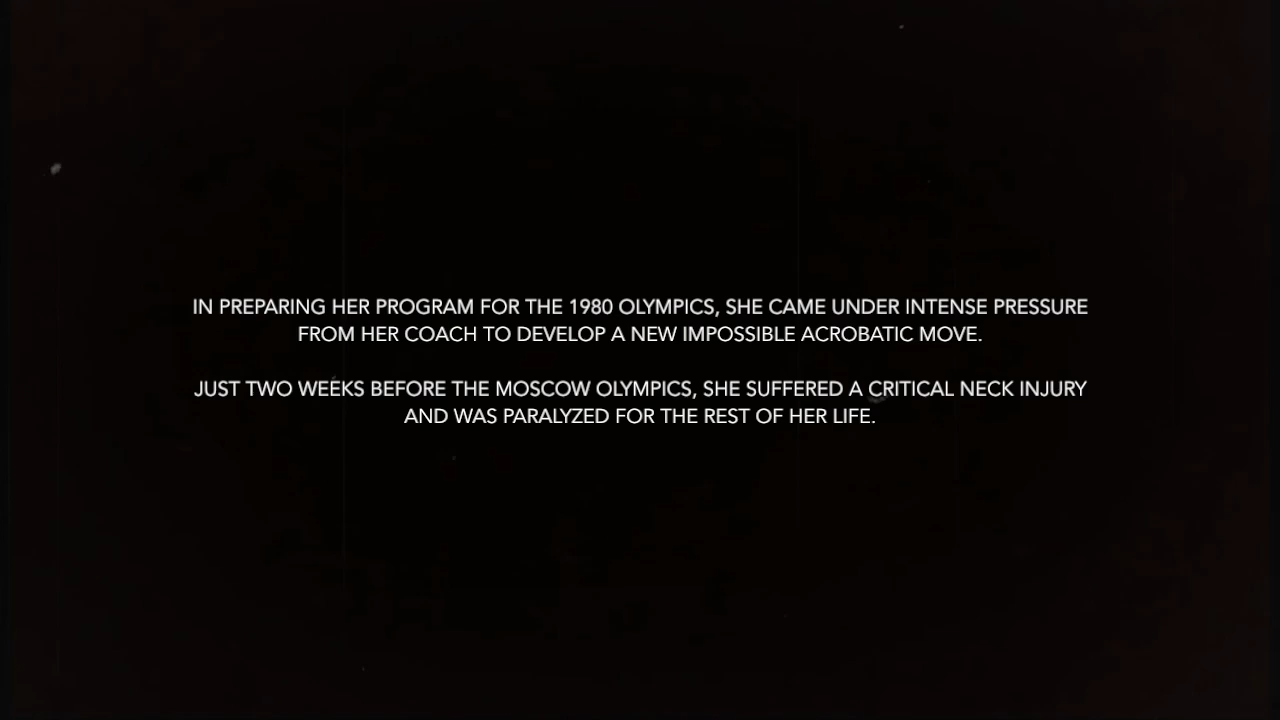 IN PREPARING HER PROGRAM FOR THE 1980 OLYMPICS, SHE CAME UNDER INTENSE PRESSURE
FROM HER COACH TO DEVELOP A NEW IMPOSSIBLE ACROBATIC MOVE.
JUST TWO WEEKS BEFORE THE MOSCOW OLYMPICS, SHE SUFFERED A CRITICAL NECK INJURY
AND WAS PARALYZED FOR THE REST OF HER LIFE.